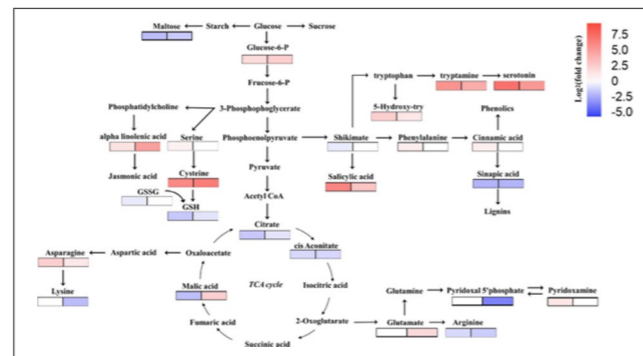 Maltose Starch Glucose Sucrose
Glucose-6-P
Frucose-6-P
3-Phosphophoglycerate
Phosphatidylcholine
alpha linolenic acid
Jasmonic acid
Serine
Cysteine
GSSG
GSH
Phosphoenolpyruvate
Pyruvate
Acetyl CoA
Citrate
cis Aconitate
Isocitric acid
2-Oxoglutarate
Succinic acid
Fumaric acid
Malic acid
Oxaloacetate
TCA cycle
Aspartic acid
Asparagine
Lysine
Shikimate
Salicylic acid
Phenylalanine
Cinnamic acid
Phenolics
Sinapic acid
Lignins
tryptophan
tryptamine
serotonin
5-Hydroxy-try
Glutamate
Glutamine
Arginine
Pyridoxal 5'phosphate
Pyridoxamine
Log2(fold change)
7.5
5.0
2.5
0
-2.5
-5.0